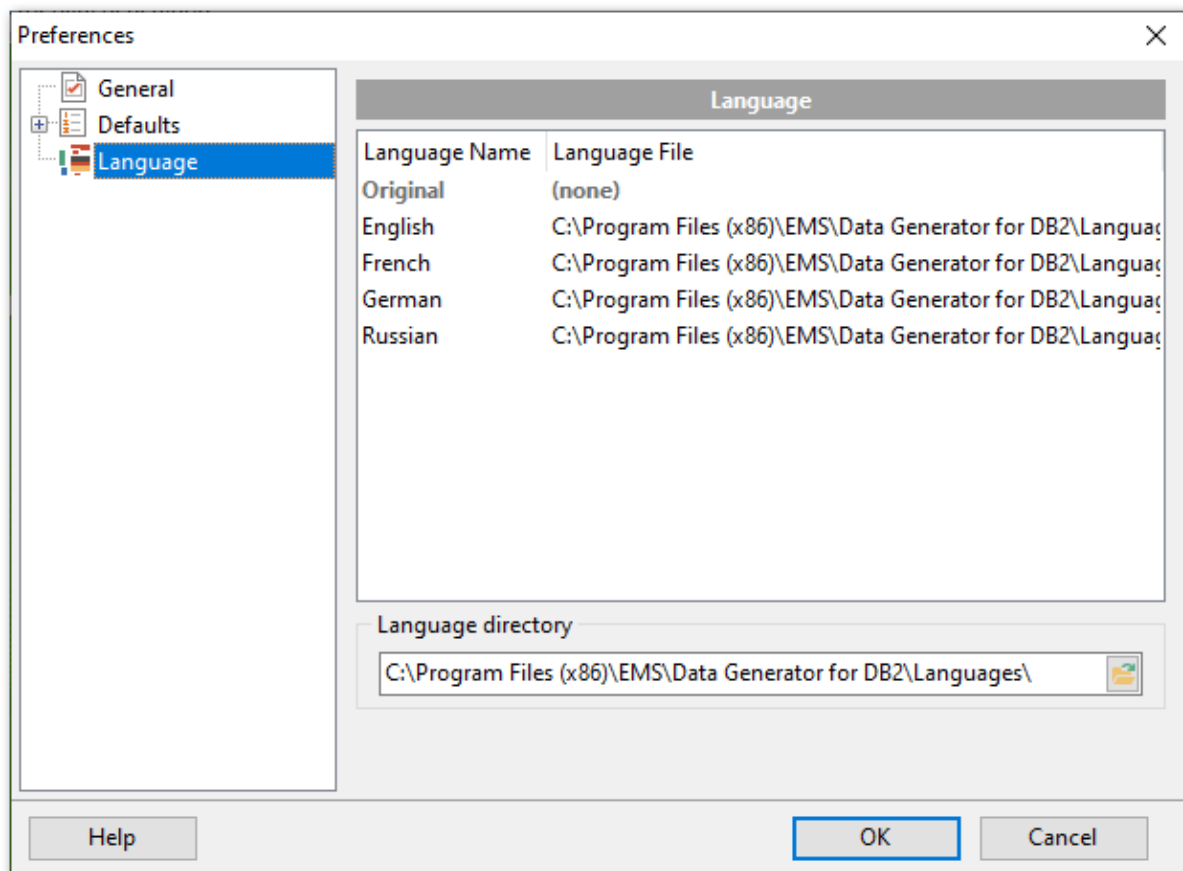 Preferences
General
Defaults
Language
Language
Language Name Language File
Original (none)
English C:\Program Files (x86)\EMS\Data Generator for DB2\Languag
French C:\Program Files (x86)\EMS\Data Generator for DB2\Languag
German C:\Program Files (x86)\EMS\Data Generator for DB2\Languag
Russian C:\Program Files (x86)\EMS\Data Generator for DB2\Languag
Language directory
C:\Program Files (x86)\EMS\Data Generator for DB2\Languages\
Help OK Cancel